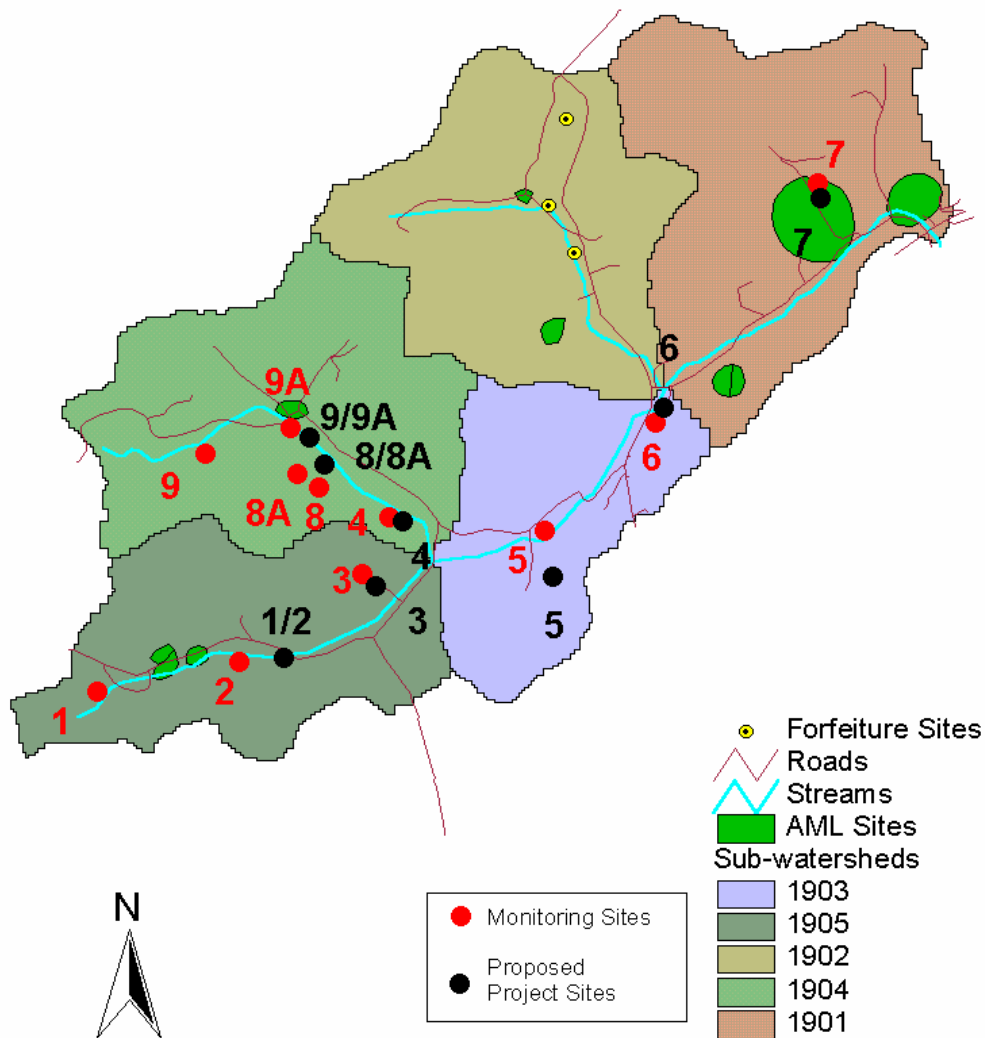 7
7
6
6
9A
9/9A
8/8A
9
8A
8
4
4
5
5
3
3
1/2
2
1
Forfeiture Sites
Roads
Streams
AML Sites
Sub-watersheds
1903
1905
1902
1904
1901
N
Monitoring Sites
Proposed
Project Sites